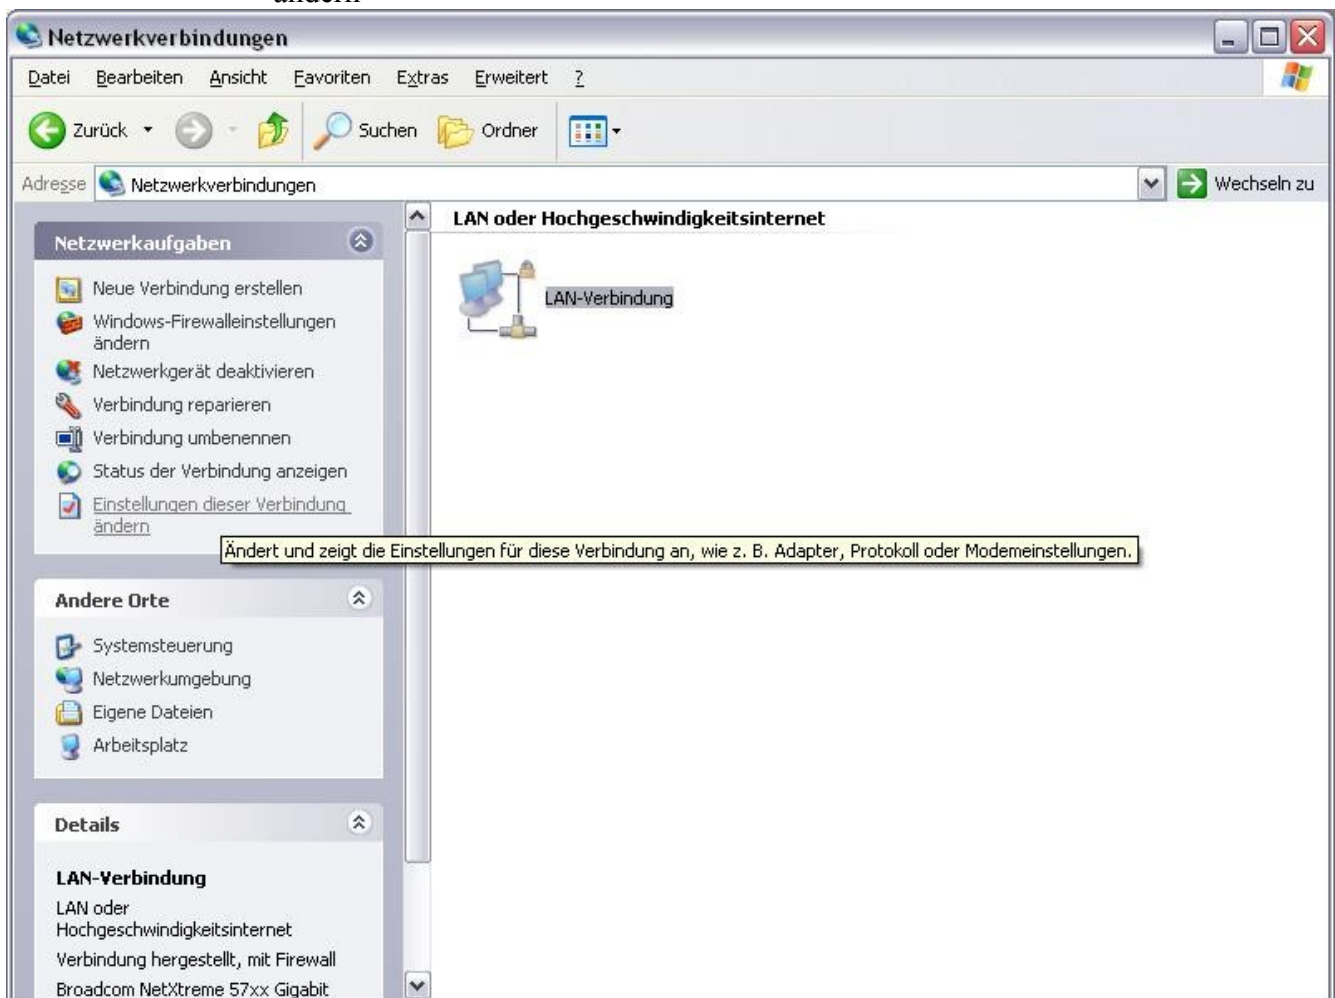 ändern
Netzwerkverbindungen
Datei Bearbeiten Ansicht Favoriten Extras Erweitert ?
Zurück Suchen Ordner
Adresse Netzwerkverbindungen Wechseln zu
LAN oder Hochgeschwindigkeitsinternet
LAN-Verbindung
Netzwerkaufgaben
Neue Verbindung erstellen
Windows-Firewalleinstellungen
ändern
Netzwerkgerät deaktivieren
Verbindung reparieren
Verbindung umbenennen
Status der Verbindung anzeigen
Einstellungen dieser Verbindung
ändern
Ändert und zeigt die Einstellungen für diese Verbindung an, wie z. B. Adapter, Protokoll oder Modemeinstellungen.
Andere Orte
Systemsteuerung
Netzwerkumgebung
Eigene Dateien
Arbeitsplatz
Details
LAN-Verbindung
LAN oder
Hochgeschwindigkeitsinternet
Verbindung hergestellt, mit Firewall
Broadcom NetXtreme 57xx Gigabit